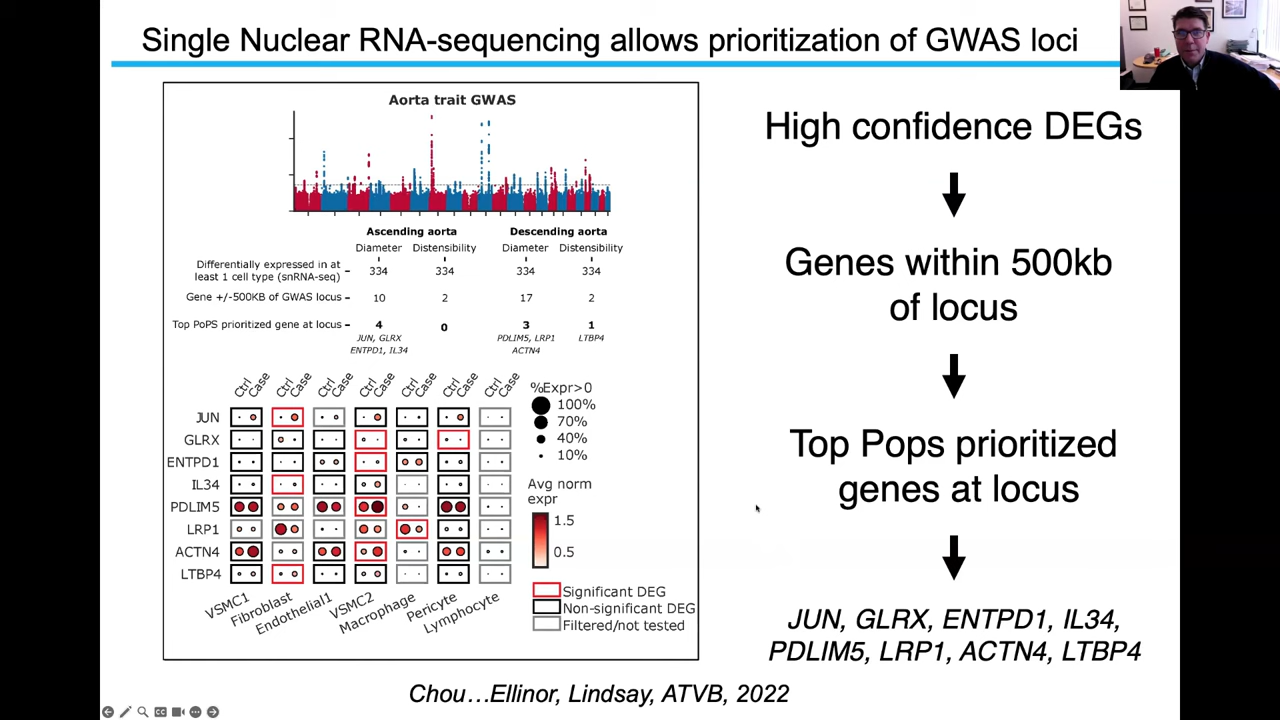 Single Nuclear RNA-sequencing allows prioritization of GWAS loci
Aorta trait GWAS
Ascending aorta Descending aorta
Diameter Distensibility Diameter Distensibility
Differentially expressed in at
least 1 cell type (snRNA-seq) 334 334 334 334
Gene +/-500KB of GWAS locus 10 2 17 2
Top PoPS prioritized gene at locus 4 0 3 1
JUN, GLRX PDLIM5, LRP1 LTBP4
ENTPD1, IL34 ACTN4
Ctrl Case Ctrl Case Ctrl Case Ctrl Case Ctrl Case Ctrl Case Ctrl Case
JUN
GLRX
ENTPD1
IL34
PDLIM5
LRP1
ACTN4
LTBP4
VSMC1 Fibroblast Endothelial1 VSMC2 Macrophage Pericyte Lymphocyte
%Expr>0
100%
70%
40%
10%
Avg norm
expr
1.5
0.5
Significant DEG
Non-significant DEG
Filtered/not tested
High confidence DEGs
Genes within 500kb
of locus
Top Pops prioritized
genes at locus
JUN, GLRX, ENTPD1, IL34,
PDLIM5, LRP1, ACTN4, LTBP4
Chou…Ellinor, Lindsay, ATVB, 2022